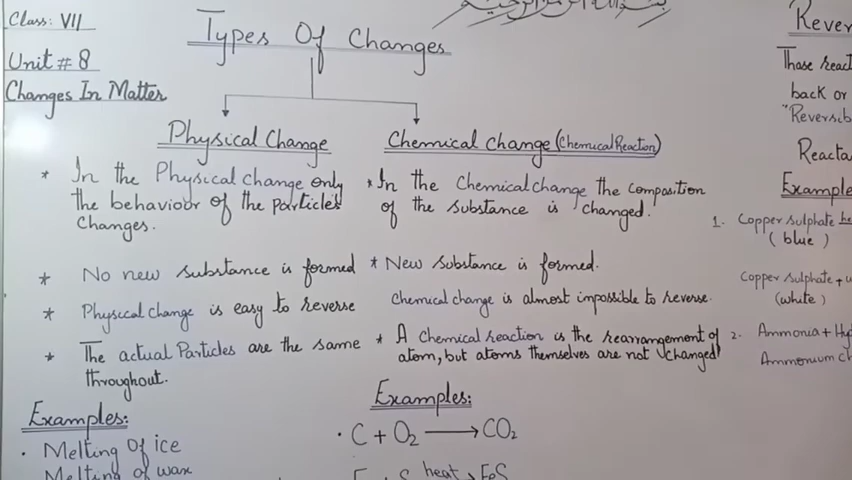 Class: VII
Unit # 8
Changes In Matter
Types Of Changes
Physical Change
* In the Physical change only
the behaviour of the particles
changes.
* No new substance is formed
* Physical change is easy to reverse
* The actual Particles are the same
throughout.
Examples:
• Melting Of ice
Melting of wax
Chemical change (Chemical Reaction)
* In the Chemical change the composition
of the substance is changed.
* New substance is formed.
Chemical change is almost impossible to reverse.
* A Chemical reaction is the rearrangement of
atom, but atoms themselves are not changed
Examples:
• C + O₂ → CO₂
heat FeS
Rever
Those react
back or
"Reversib
Reacta
Example
1. Copper sulphate he
(blue)
Copper sulphate +
(white)
2. Ammonia + Hy
Ammonium ch